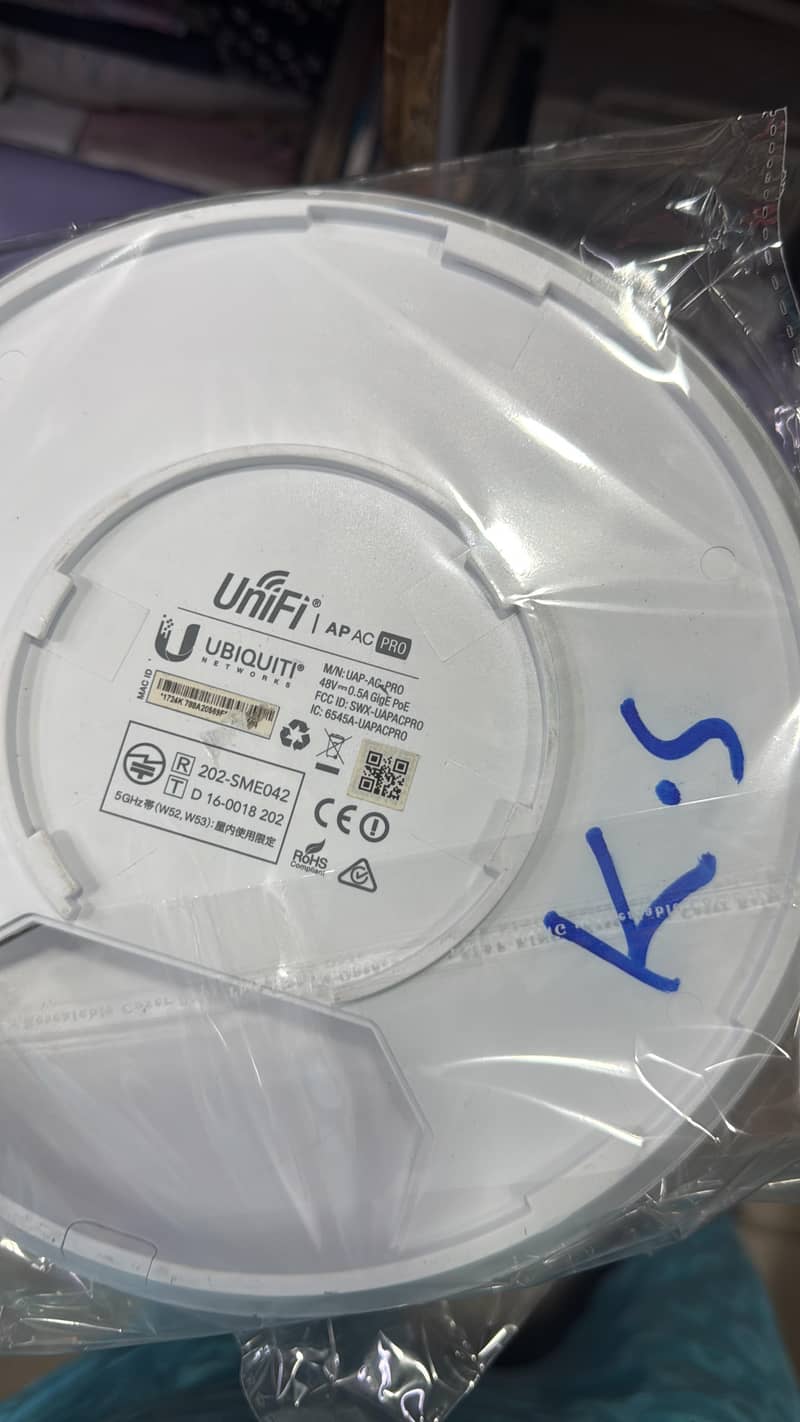 UniFi® | AP AC PRO
UBIQUITI®
NETWORKS
M/N: UAP-AC-PRO
48V⎓0.5A GigE PoE
FCC ID: SWX-UAPACPRO
IC: 6545A-UAPACPRO
MAC ID
R 202-SME042
T D 16-0018 202
5GHz帯(W52, W53):屋内使用限定
CE
RoHS
Compliant
K.S
Resealable Cover